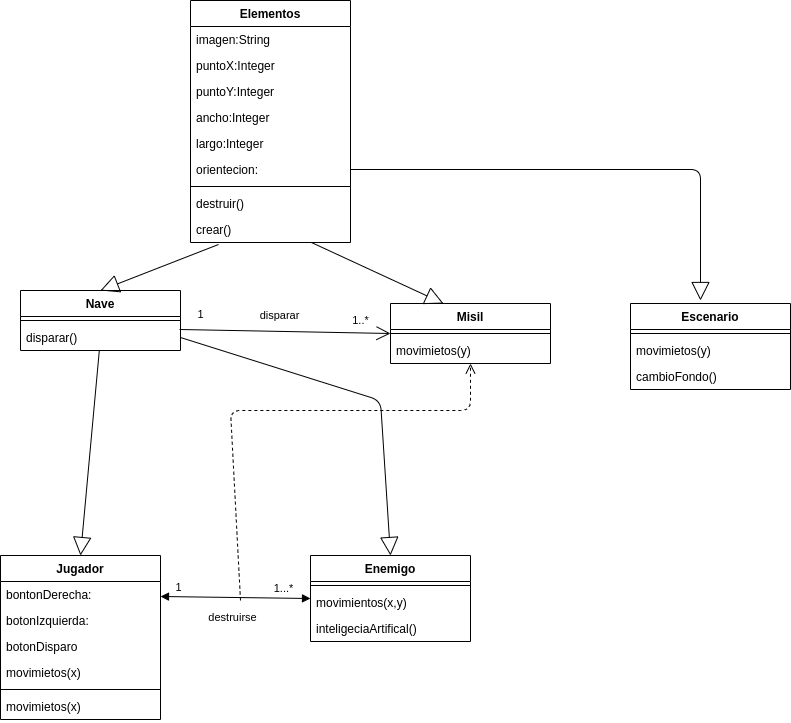 Elementos
imagen:String
puntoX:Integer
puntoY:Integer
ancho:Integer
largo:Integer
orientecion:
destruir()
crear()
Nave
disparar()
1
disparar
1..*
Misil
movimietos(y)
Escenario
movimietos(y)
cambioFondo()
Jugador
bontonDerecha:
botonIzquierda:
botonDisparo
movimietos(x)
movimietos(x)
1
1...*
destruirse
Enemigo
movimientos(x,y)
inteligeciaArtifical()